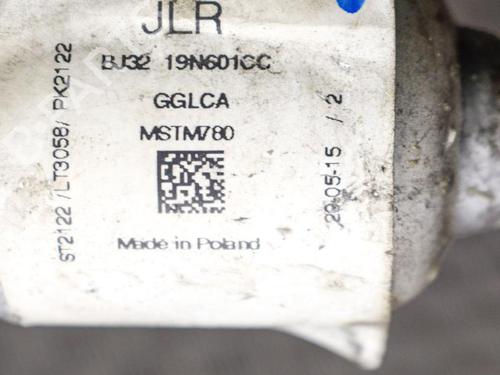 JLR
BJ32 19N601CC
GGLCA
MSTM780
Made in Poland
ST2122 /LT3058/ PK2122
29-05-15 / 2